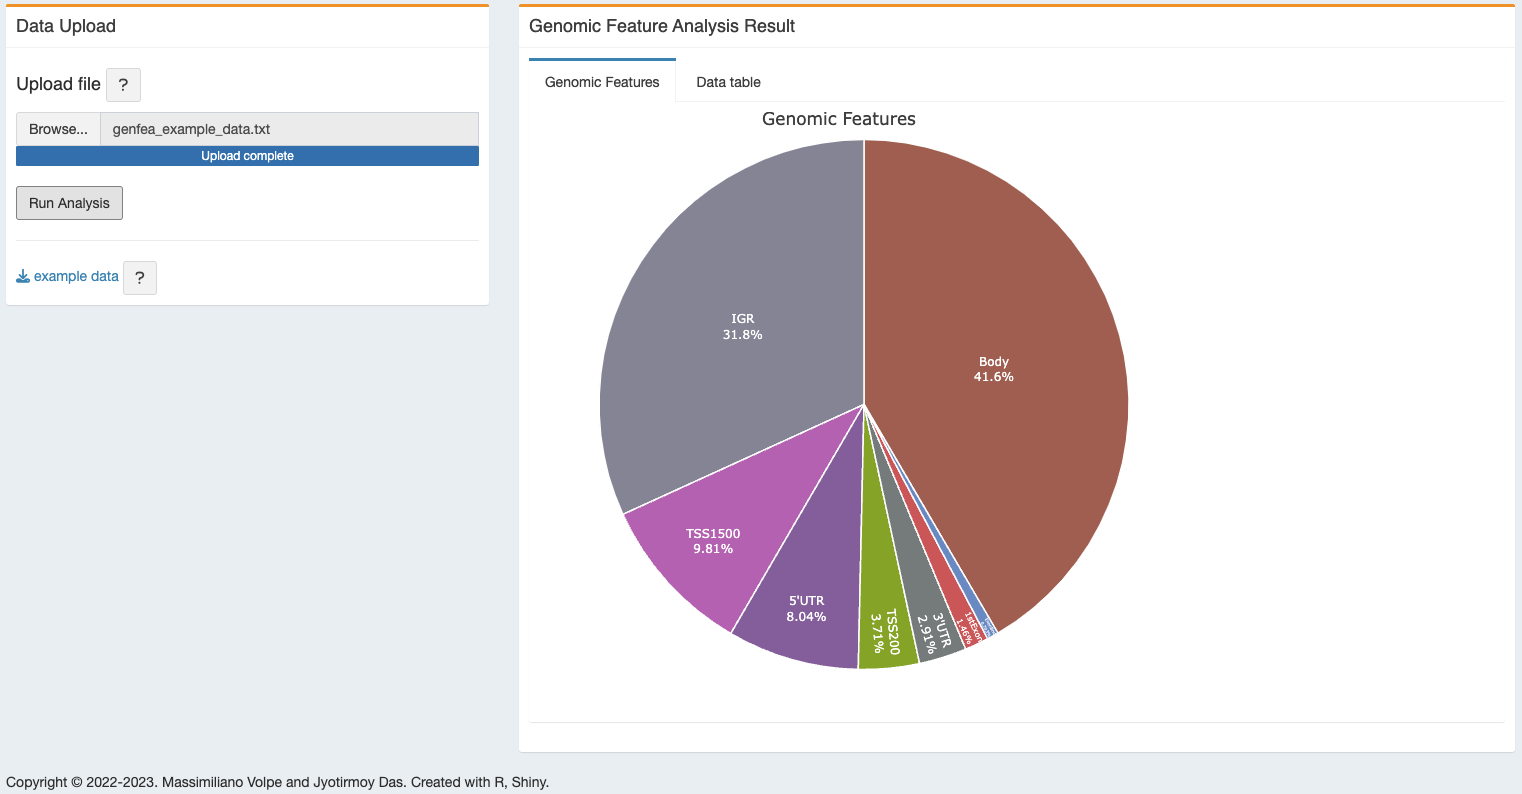 Data Upload
Upload file ?
Browse... genfea_example_data.txt
Upload complete
Run Analysis
example data ?
Genomic Feature Analysis Result
Genomic Features Data table
Genomic Features
IGR
31.8%
Body
41.6%
TSS1500
9.81%
5'UTR
8.04%
TSS200
3.71%
3'UTR
2.91%
1stExon
1.46%
Copyright © 2022-2023. Massimiliano Volpe and Jyotirmoy Das. Created with R, Shiny.